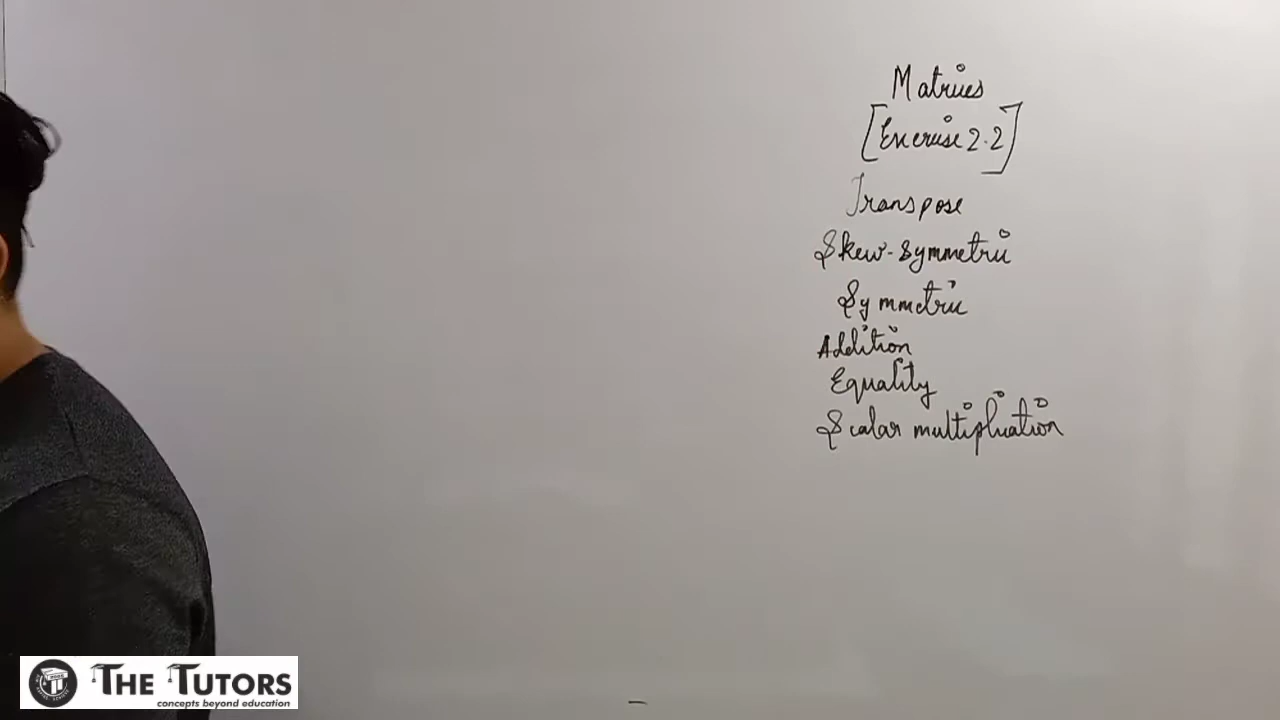 Matrices
[Exercise 2.2]
Transpose
Skew-Symmetric
Symmetric
Addition
Equality
Scalar multiplication
THE TUTORS
concepts beyond education